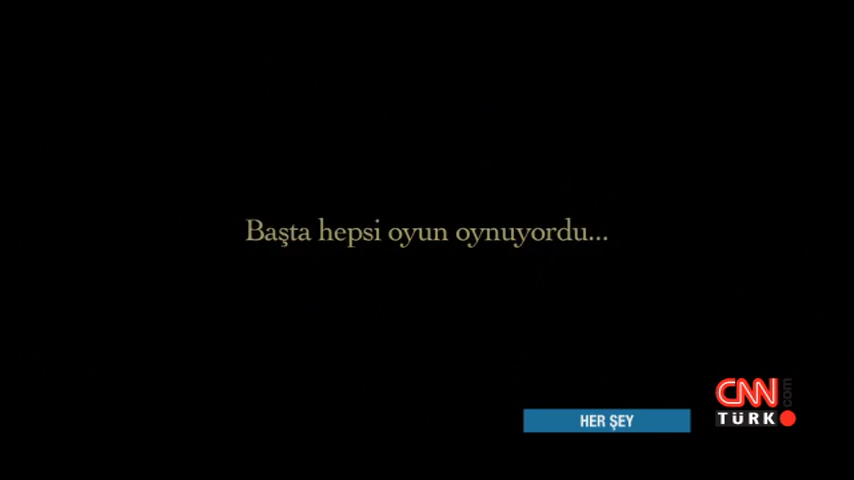 Başta hepsi oyun oynuyordu...
HER ŞEY
CNN
TÜRK
com